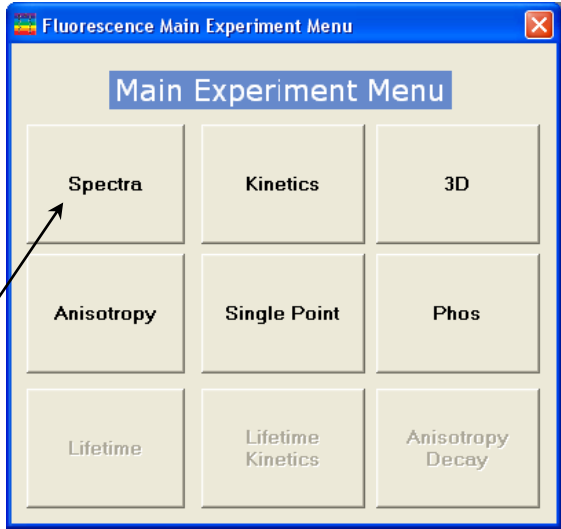 Fluorescence Main Experiment Menu
Main Experiment Menu
Spectra
Kinetics
3D
Anisotropy
Single Point
Phos
Lifetime
Lifetime
Kinetics
Anisotropy
Decay